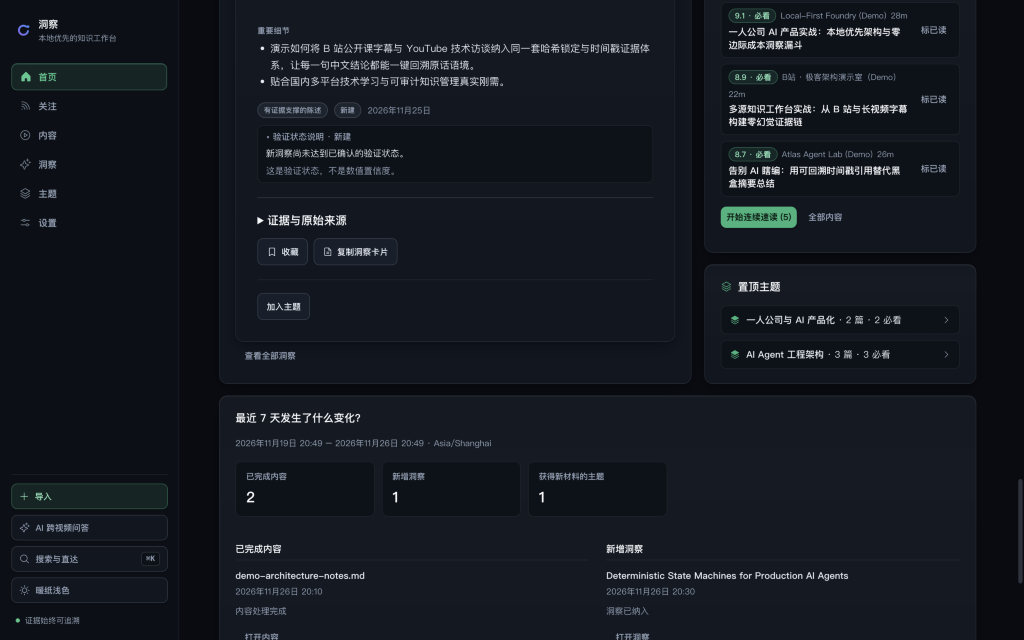 洞察
本地优先的知识工作台
首页
关注
内容
洞察
主题
设置
导入
AI 跨视频问答
搜索与直达
⌘K
暖纸浅色
证据始终可追溯
重要细节
演示如何将 B 站公开课字幕与 YouTube 技术访谈纳入同一套哈希锁定与时间戳证据体
系，让每一句中文结论都能一键回溯原话语境。
贴合国内多平台技术学习与可审计知识管理真实刚需。
有证据支撑的陈述
新建
2026年11月25日
验证状态说明 · 新建
新洞察尚未达到已确认的验证状态。
这是验证状态，不是数值置信度。
证据与原始来源
收藏
复制洞察卡片
加入主题
查看全部洞察
9.1 · 必看 Local-First Foundry (Demo) 28m
一人公司 AI 产品实战：本地优先架构与零
边际成本洞察漏斗
标已读
8.9 · 必看 B站 · 极客架构演示室（Demo）
22m
多源知识工作台实战：从 B 站与长视频字幕
构建零幻觉证据链
标已读
8.7 · 必看 Atlas Agent Lab (Demo) 26m
告别 AI 瞎编：用可回溯时间戳引用替代黑
盒摘要总结
标已读
开始连续速读 (5)
全部内容
置顶主题
一人公司与 AI 产品化 · 2 篇 · 2 必看
AI Agent 工程架构 · 3 篇 · 3 必看
最近 7 天发生了什么变化?
2026年11月19日 20:49 — 2026年11月26日 20:49 · Asia/Shanghai
已完成内容
2
新增洞察
1
获得新材料的主题
1
已完成内容
demo-architecture-notes.md
2026年11月26日 20:10
内容处理完成
打开内容
新增洞察
Deterministic State Machines for Production AI Agents
2026年11月26日 20:30
洞察已纳入
打开洞察